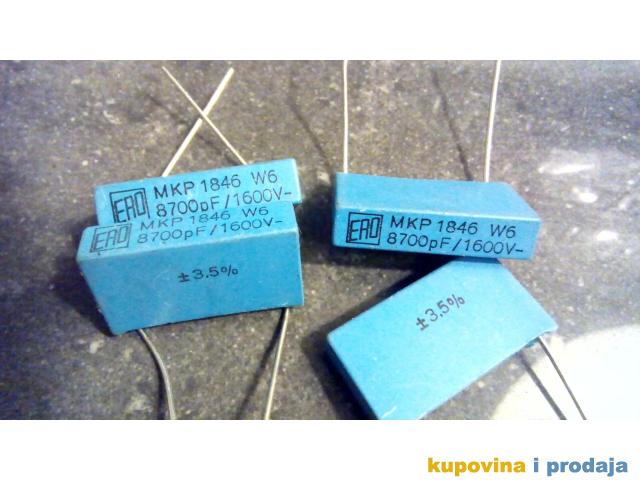 ERO MKP 1846 W6
8700pF/1600V-
ERO MKP 1846 W6
8700pF/1600V-
±3.5%
ERO MKP 1846 W6
8700pF/1600V-
±3.5%
kupovina i prodaja